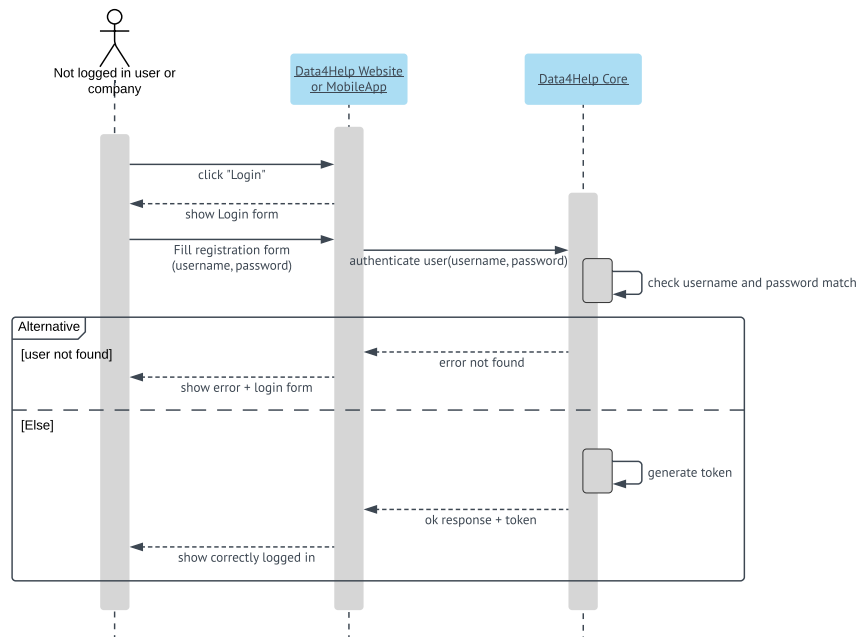 Not logged in user or
company
Data4Help Website
or MobileApp
Data4Help Core
click "Login"
show Login form
Fill registration form
(username, password)
authenticate user(username, password)
check username and password match
Alternative
[user not found]
error not found
show error + login form
[Else]
generate token
ok response + token
show correctly logged in